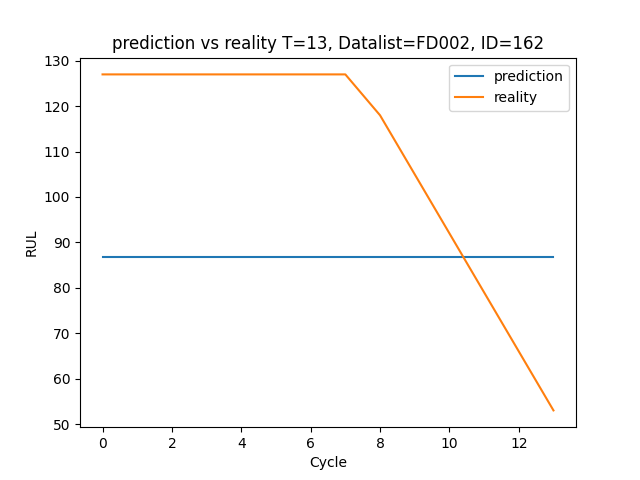 prediction vs reality T=13, Datalist=FD002, ID=162
prediction
reality
130
120
110
100
90
80
70
60
50
RUL
0 2 4 6 8 10 12
Cycle